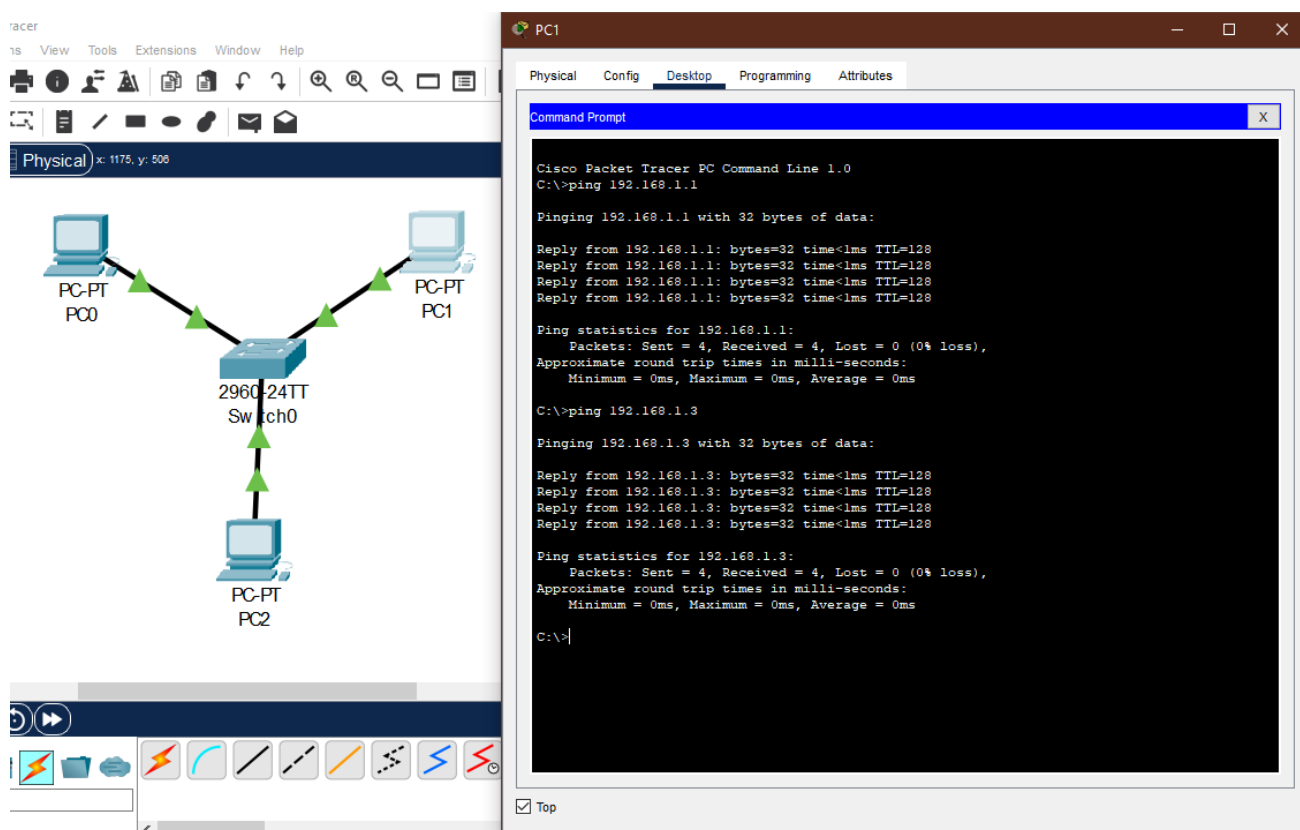 racer
ns View Tools Extensions Window Help
Physical x: 1175, y: 506
PC-PT
PC0
PC-PT
PC1
2960-24TT
Switch0
PC-PT
PC2
PC1
Physical Config Desktop Programming Attributes
Command Prompt
X
Cisco Packet Tracer PC Command Line 1.0
C:\>ping 192.168.1.1
Pinging 192.168.1.1 with 32 bytes of data:
Reply from 192.168.1.1: bytes=32 time<1ms TTL=128
Reply from 192.168.1.1: bytes=32 time<1ms TTL=128
Reply from 192.168.1.1: bytes=32 time<1ms TTL=128
Reply from 192.168.1.1: bytes=32 time<1ms TTL=128
Ping statistics for 192.168.1.1:
Packets: Sent = 4, Received = 4, Lost = 0 (0% loss),
Approximate round trip times in milli-seconds:
Minimum = 0ms, Maximum = 0ms, Average = 0ms
C:\>ping 192.168.1.3
Pinging 192.168.1.3 with 32 bytes of data:
Reply from 192.168.1.3: bytes=32 time<1ms TTL=128
Reply from 192.168.1.3: bytes=32 time<1ms TTL=128
Reply from 192.168.1.3: bytes=32 time<1ms TTL=128
Reply from 192.168.1.3: bytes=32 time<1ms TTL=128
Ping statistics for 192.168.1.3:
Packets: Sent = 4, Received = 4, Lost = 0 (0% loss),
Approximate round trip times in milli-seconds:
Minimum = 0ms, Maximum = 0ms, Average = 0ms
C:\>
Top